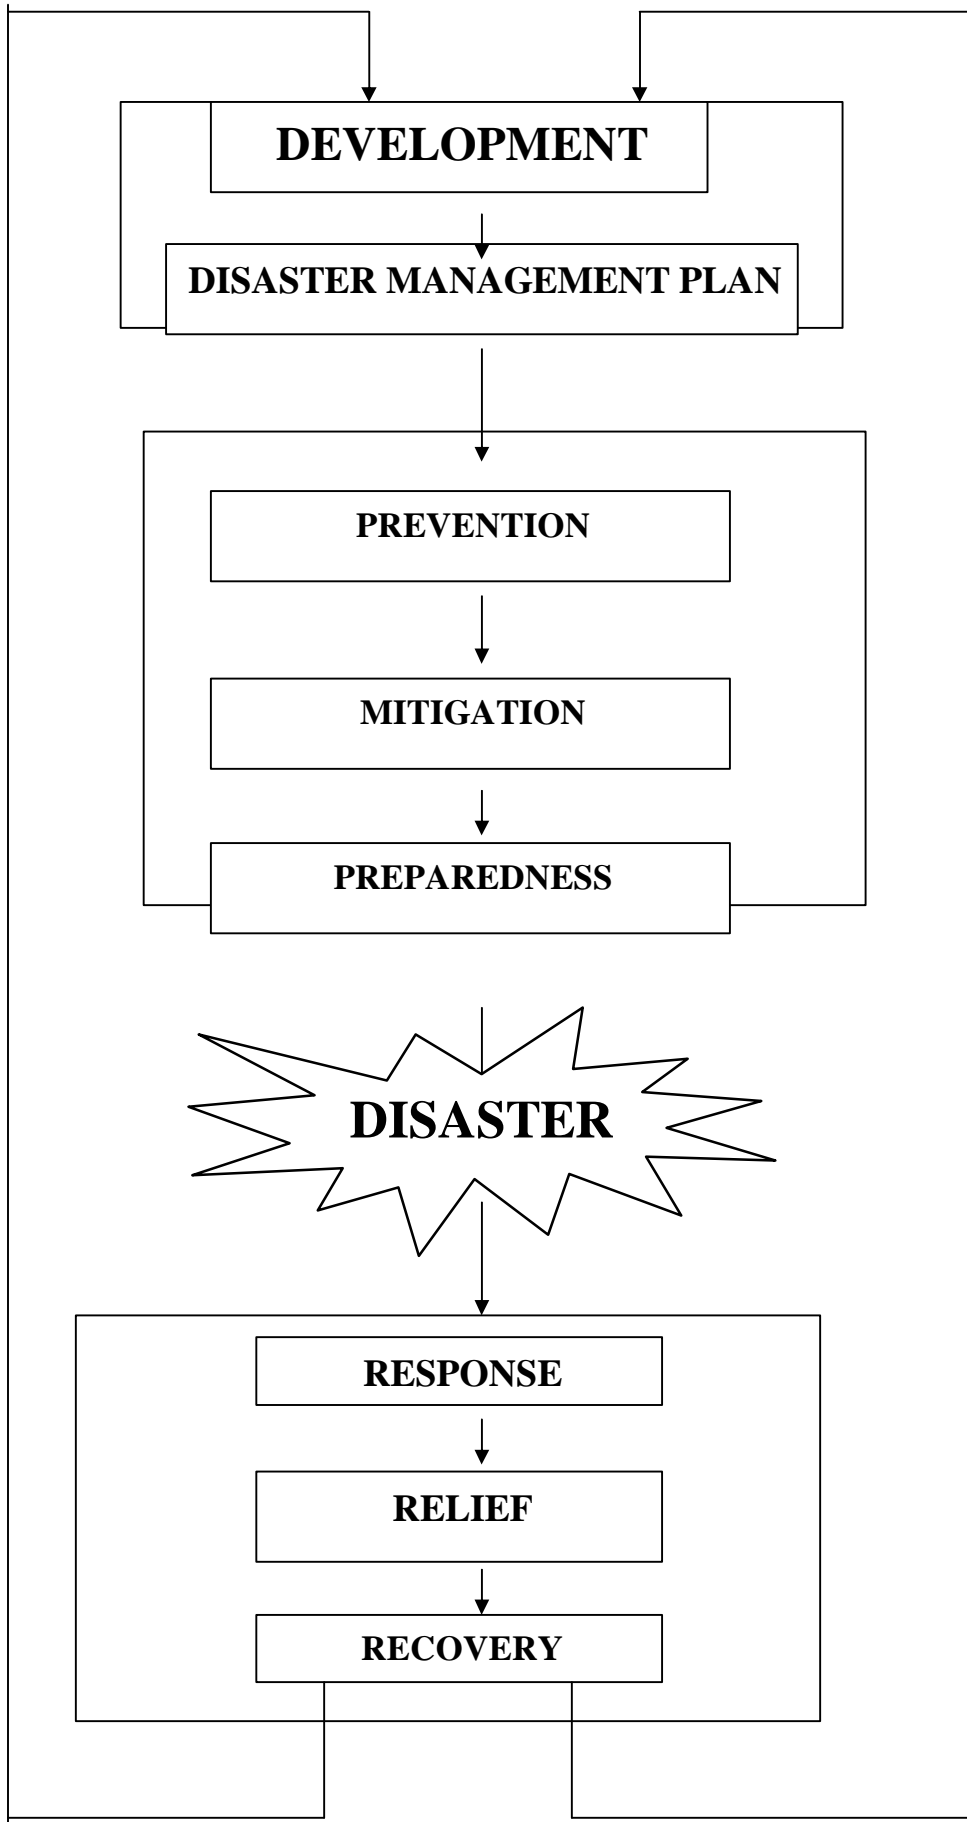 DEVELOPMENT
DISASTER MANAGEMENT PLAN
PREVENTION
MITIGATION
PREPAREDNESS
DISASTER
RESPONSE
RELIEF
RECOVERY